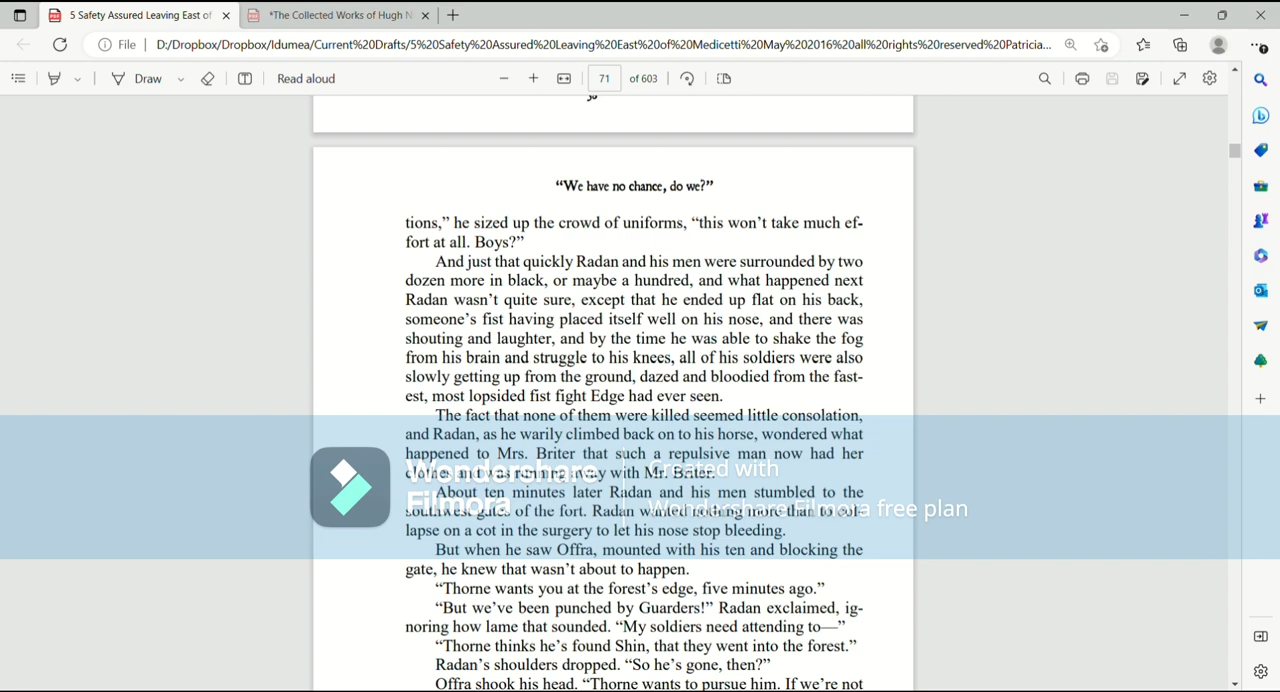 5 Safety Assured Leaving East of
*The Collected Works of Hugh N
File
D:/Dropbox/Dropbox/Idumea/Current%20Drafts/5%20Safety%20Assured%20Leaving%20East%20of%20Medicetti%20May%202016%20all%20rights%20reserved%20Patricia...
Draw
Read aloud
71
of 603
“We have no chance, do we?”
tions,” he sized up the crowd of uniforms, “this won’t take much ef-
fort at all. Boys?”
And just that quickly Radan and his men were surrounded by two
dozen more in black, or maybe a hundred, and what happened next
Radan wasn’t quite sure, except that he ended up flat on his back,
someone’s fist having placed itself well on his nose, and there was
shouting and laughter, and by the time he was able to shake the fog
from his brain and struggle to his knees, all of his soldiers were also
slowly getting up from the ground, dazed and bloodied from the fast-
est, most lopsided fist fight Edge had ever seen.
The fact that none of them were killed seemed little consolation,
and Radan, as he warily climbed back on to his horse, wondered what
happened to Mrs. Briter that such a repulsive man now had her
clothes and was running away with Mr. Briter.
About ten minutes later Radan and his men stumbled to the
southwest gates of the fort. Radan wanted nothing more than to col-
lapse on a cot in the surgery to let his nose stop bleeding.
But when he saw Offra, mounted with his ten and blocking the
gate, he knew that wasn’t about to happen.
“Thorne wants you at the forest’s edge, five minutes ago.”
“But we’ve been punched by Guarders!” Radan exclaimed, ig-
noring how lame that sounded. “My soldiers need attending to—”
“Thorne thinks he’s found Shin, that they went into the forest.”
Radan’s shoulders dropped. “So he’s gone, then?”
Offra shook his head. “Thorne wants to pursue him. If we’re not
Wondershare
Filmora
Created with
Wondershare Filmora free plan